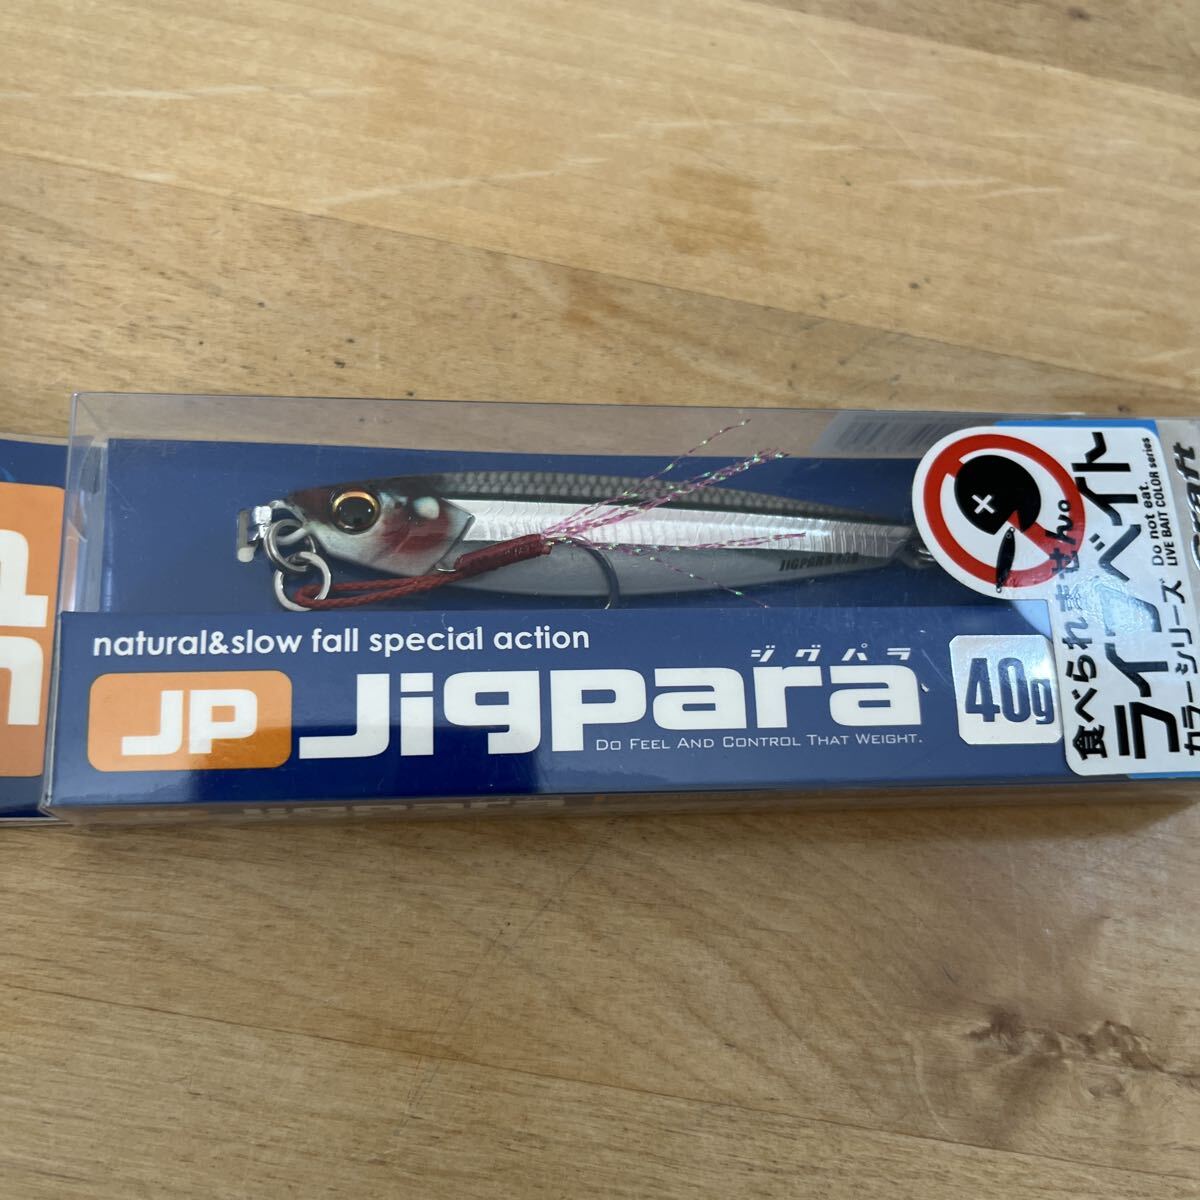 natural&slow fall special action
ジグパラ
JP Jigpara
DO FEEL AND CONTROL THAT WEIGHT.
40g
JIGPARA
食べられません。
ライブベイト
カラーシリーズ
Do not eat.
LIVE BAIT COLOR series